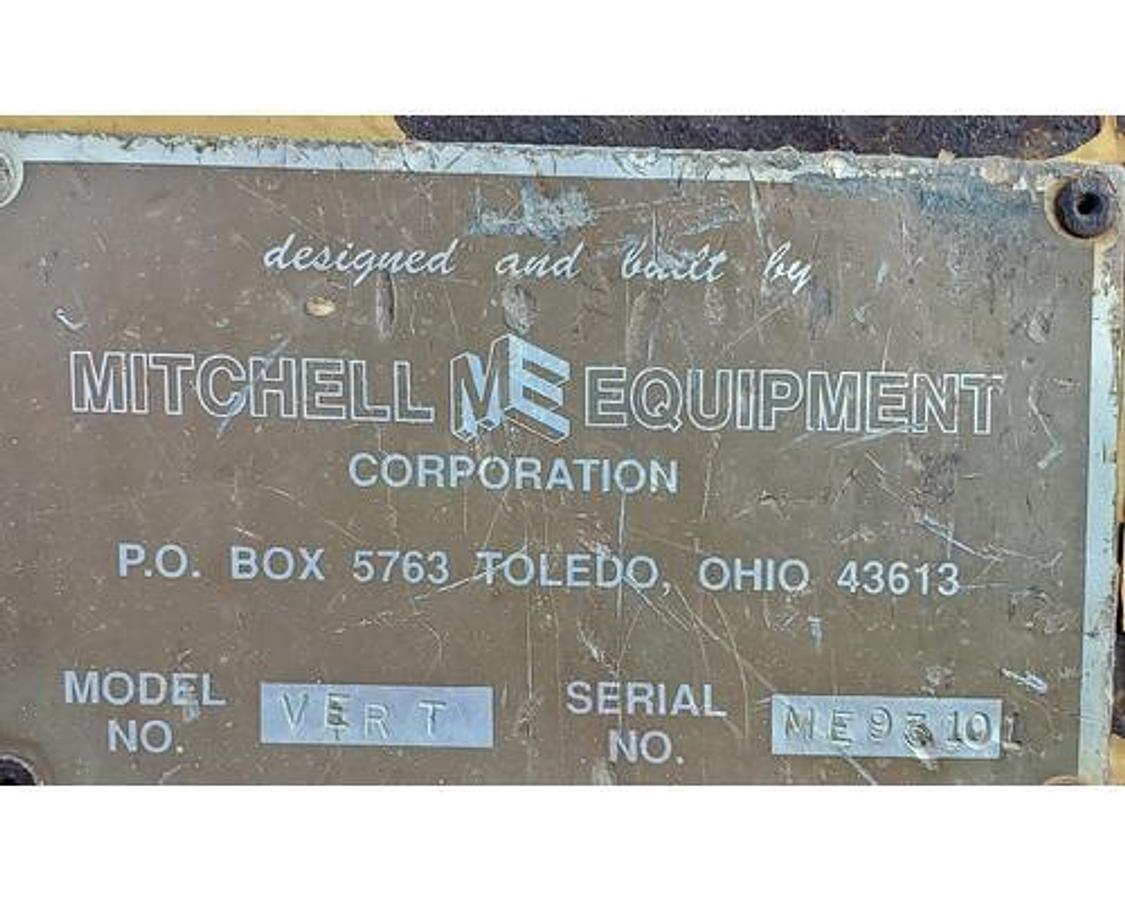 designed and built by
MITCHELL ME EQUIPMENT
CORPORATION
P.O. BOX 5763 TOLEDO, OHIO 43613
MODEL NO. VERT
SERIAL NO.